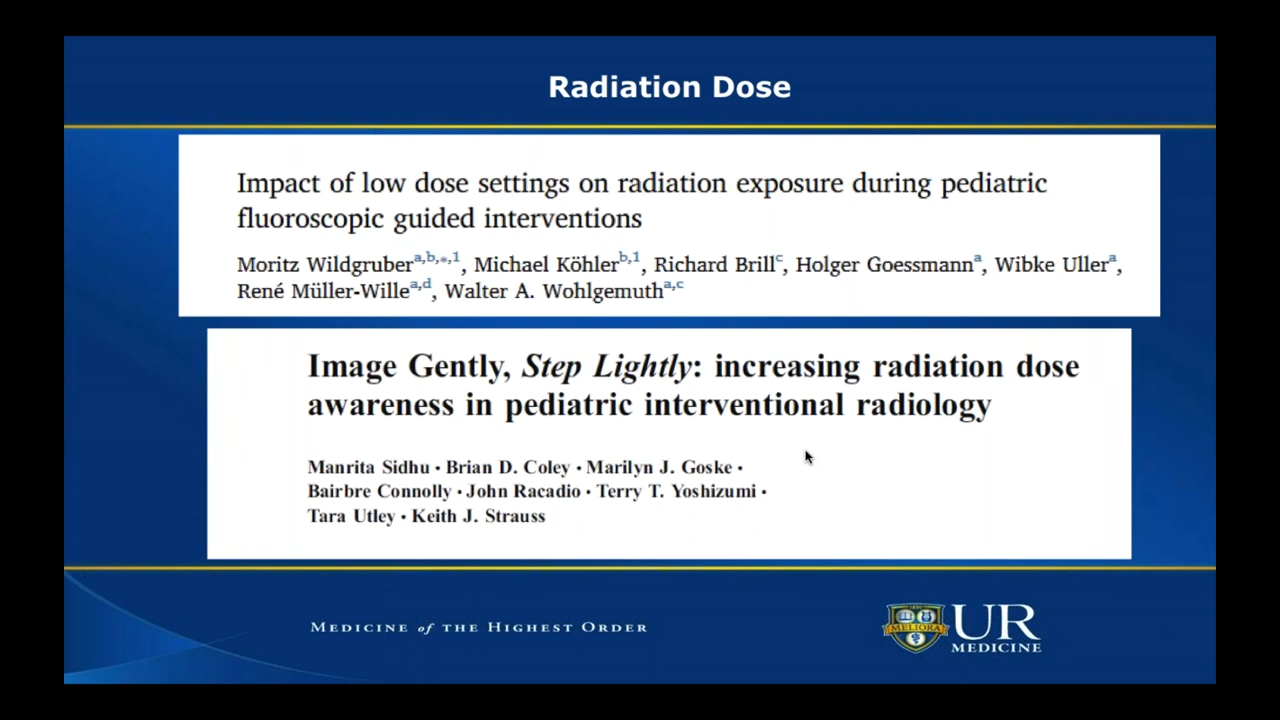 Radiation Dose
Impact of low dose settings on radiation exposure during pediatric
fluoroscopic guided interventions
Moritz Wildgruber^a,b,*,1, Michael Köhler^b,1, Richard Brill^c, Holger Goessmann^a, Wibke Uller^a,
René Müller-Wille^a,d, Walter A. Wohlgemuth^a,c
Image Gently, Step Lightly: increasing radiation dose
awareness in pediatric interventional radiology
Manrita Sidhu • Brian D. Coley • Marilyn J. Goske •
Bairbre Connolly • John Racadio • Terry T. Yoshizumi •
Tara Utley • Keith J. Strauss
MEDICINE of THE HIGHEST ORDER
MELIORA
UR
MEDICINE